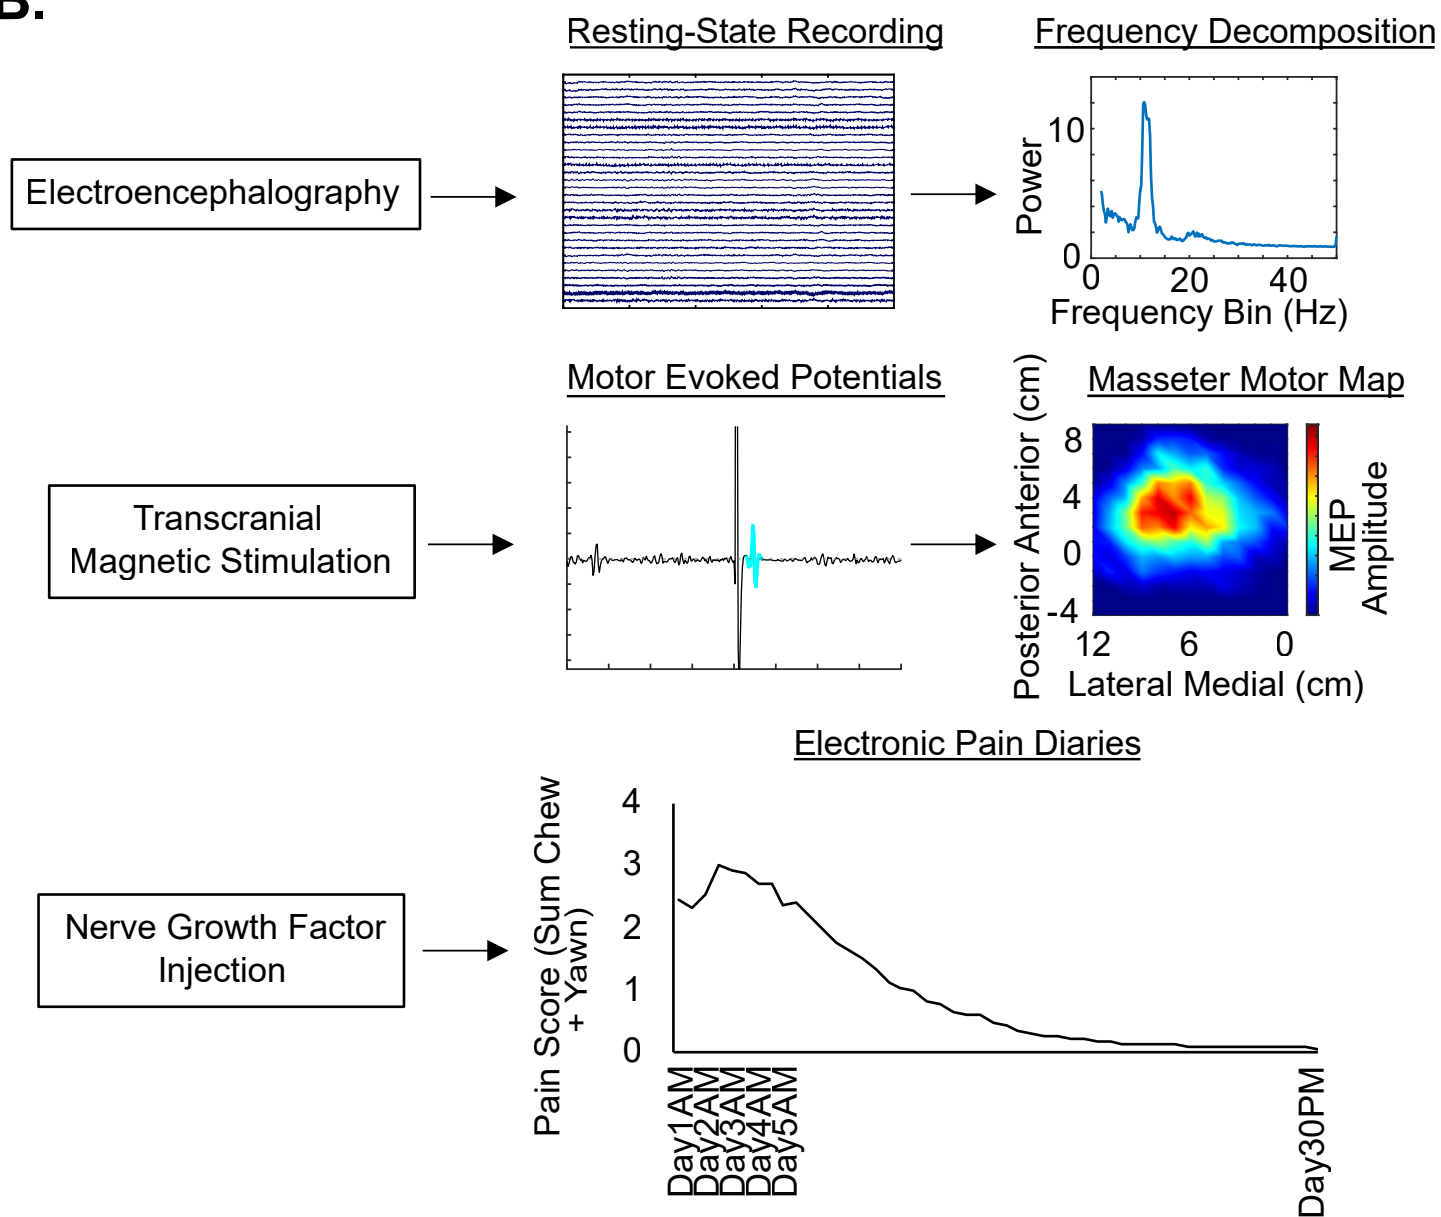 B.
Resting-State Recording
Frequency Decomposition
Electroencephalography
Power
10
0
0 20 40
Frequency Bin (Hz)
Motor Evoked Potentials
Masseter Motor Map
Transcranial
Magnetic Stimulation
Posterior Anterior (cm)
8
4
0
-4
12 6 0
Lateral Medial (cm)
MEP
Amplitude
Electronic Pain Diaries
Nerve Growth Factor
Injection
Pain Score (Sum Chew
+ Yawn)
4
3
2
1
0
Day1AM
Day2AM
Day3AM
Day4AM
Day5AM
Day30PM